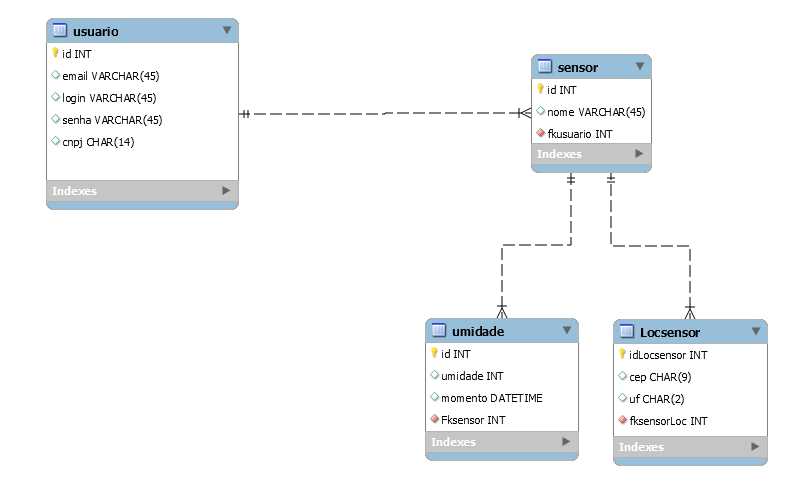 usuario
id INT
email VARCHAR(45)
login VARCHAR(45)
senha VARCHAR(45)
cnpj CHAR(14)
Indexes
sensor
id INT
nome VARCHAR(45)
fkusuario INT
Indexes
umidade
id INT
umidade INT
momento DATETIME
Fksensor INT
Indexes
Locsensor
idLocsensor INT
cep CHAR(9)
uf CHAR(2)
fksensorLoc INT
Indexes